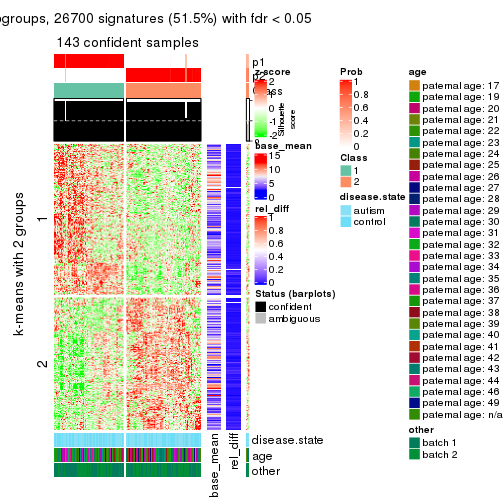 ogroups, 26700 signatures (51.5%) with fdr < 0.05
143 confident samples
p1
p2
Class
z-score
2
1
0
-1
-2
Silhouette
score
k-means with 2 groups
1
2
base_mean
15
10
5
0
rel_diff
1
0.8
0.6
0.4
0.2
0
Status (barplots)
confident
ambiguous
Prob
1
0.8
0.6
0.4
0.2
0
Class
1
2
disease.state
autism
control
age
paternal age: 17
paternal age: 19
paternal age: 20
paternal age: 21
paternal age: 22
paternal age: 23
paternal age: 24
paternal age: 25
paternal age: 26
paternal age: 27
paternal age: 28
paternal age: 29
paternal age: 30
paternal age: 31
paternal age: 32
paternal age: 33
paternal age: 34
paternal age: 35
paternal age: 36
paternal age: 37
paternal age: 38
paternal age: 39
paternal age: 40
paternal age: 41
paternal age: 42
paternal age: 43
paternal age: 44
paternal age: 46
paternal age: 49
paternal age: n/a
other
batch 1
batch 2
disease.state
age
other
base_mean
rel_diff